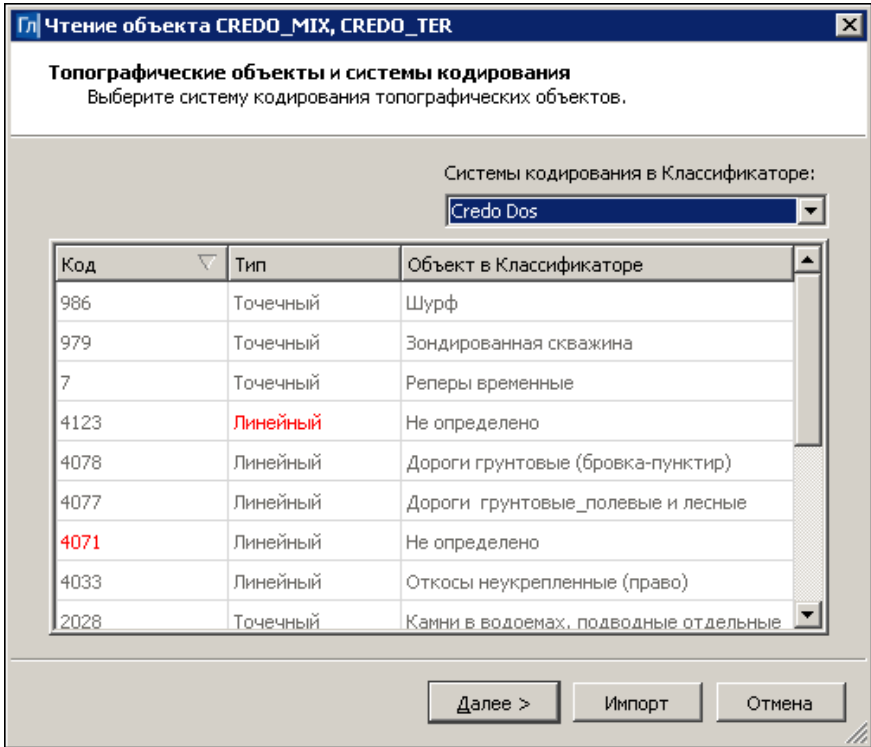 Гл Чтение объекта CREDO_MIX, CREDO_TER
Топографические объекты и системы кодирования
Выберите систему кодирования топографических объектов.
Системы кодирования в Классификаторе:
Credo Dos
Код Тип Объект в Классификаторе
986 Точечный Шурф
979 Точечный Зондированная скважина
7 Точечный Реперы временные
4123 Линейный Не определено
4078 Линейный Дороги грунтовые (бровка-пунктир)
4077 Линейный Дороги грунтовые_полевые и лесные
4071 Линейный Не определено
4033 Линейный Откосы неукрепленные (право)
2028 Точечный Камни в водоемах, подводные отдельные
Далее > Импорт Отмена